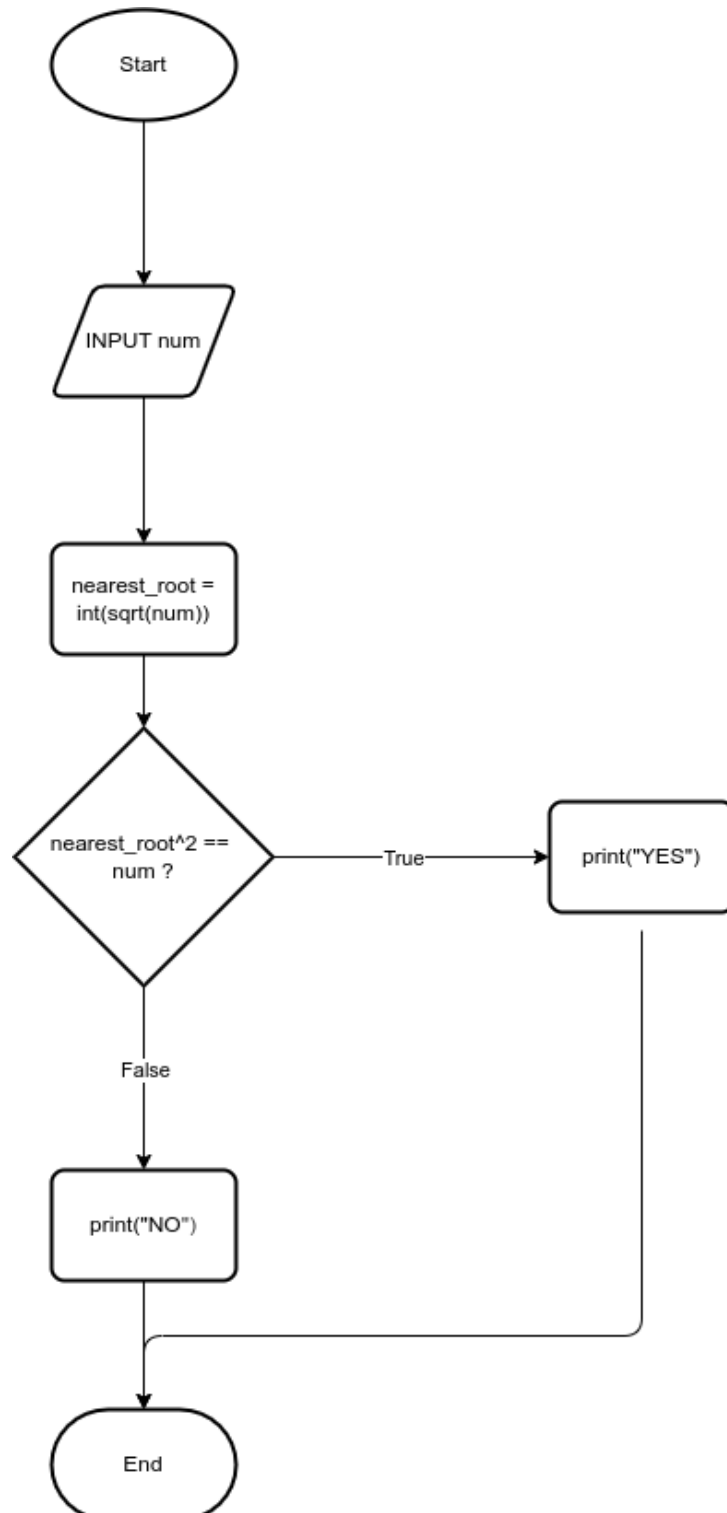 Start
INPUT num
nearest_root =
int(sqrt(num))
nearest_root^2 ==
num ?
True
print("YES")
False
print("NO")
End